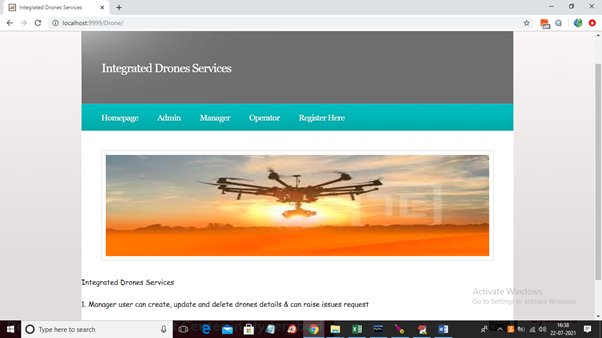 Integrated Drones Services
localhost:9999/Drone/
Integrated Drones Services
Homepage Admin Manager Operator Register Here
Integrated Drones Services
1. Manager user can create, update and delete drones details & can raise issues request
Activate Windows
Go to Settings to activate Windows.
Type here to search
16:38
22-07-2021